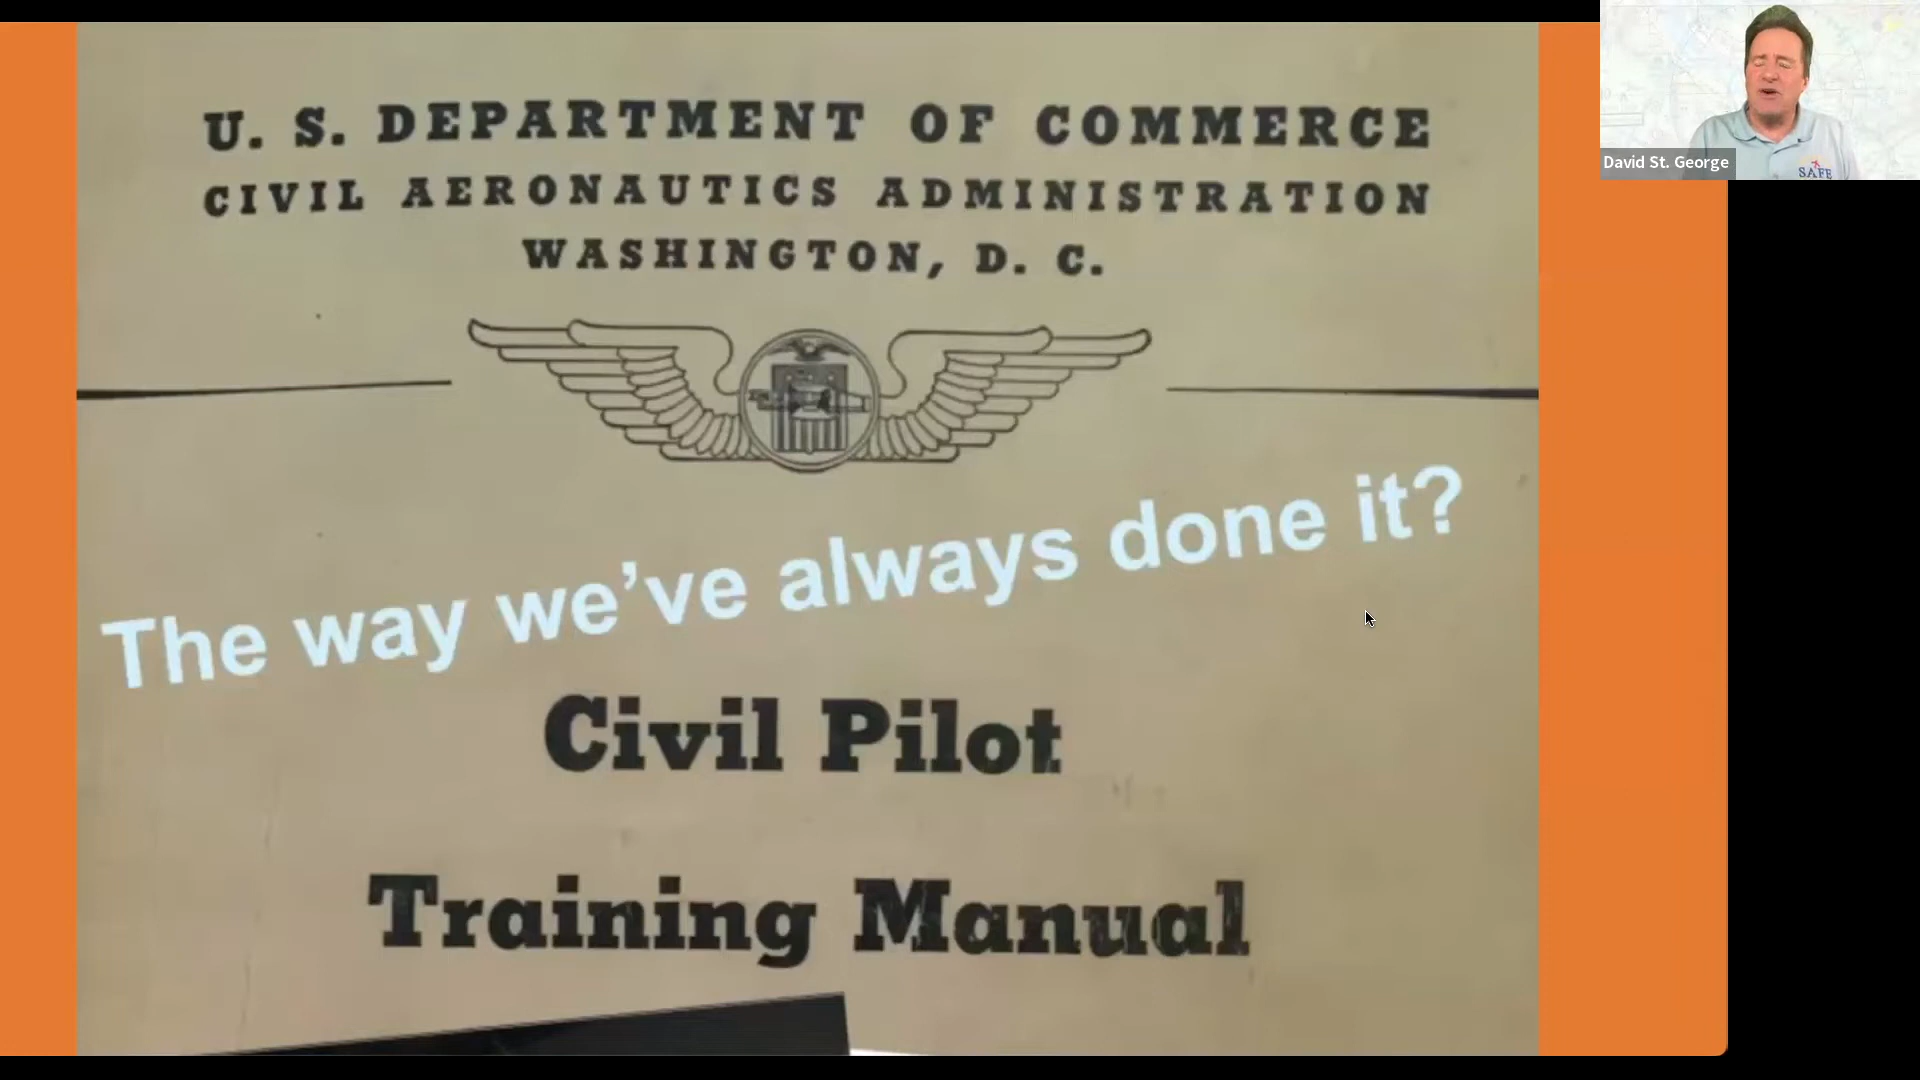 U. S. DEPARTMENT OF COMMERCE
CIVIL AERONAUTICS ADMINISTRATION
WASHINGTON, D. C.
The way we’ve always done it?
Civil Pilot
Training Manual
David St. George
SAFE